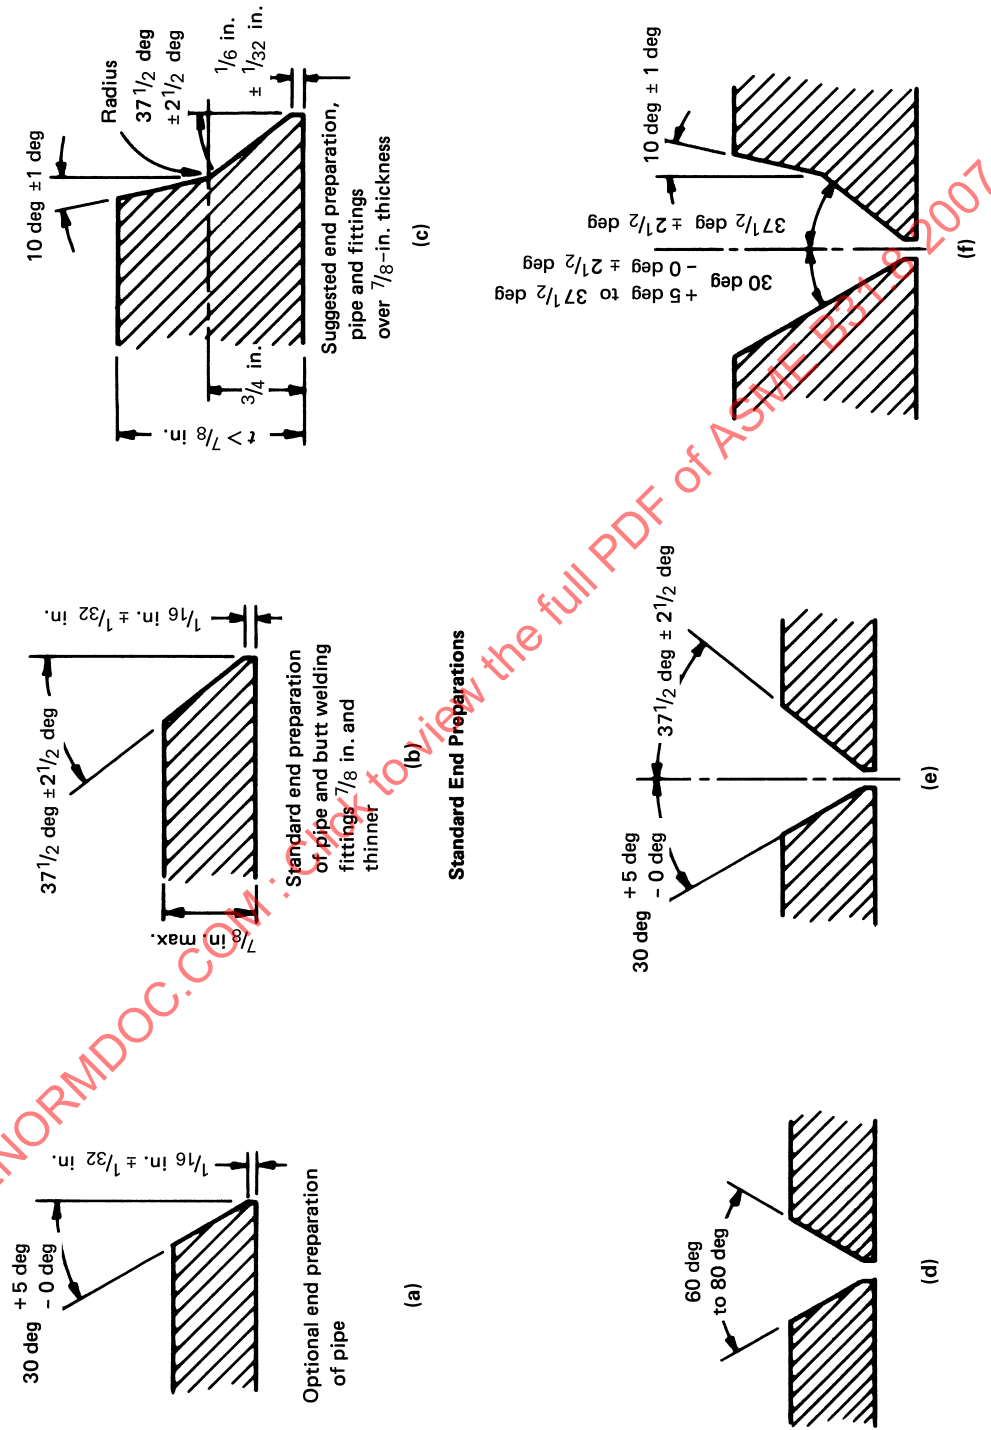 30 deg +5 deg
- 0 deg
1/16 in. ± 1/32 in.
Optional end preparation
of pipe
(a)
37 1/2 deg ± 2 1/2 deg
1/16 in. ± 1/32 in.
7/8 in. max.
Standard end preparation
of pipe and butt welding
fittings 7/8 in. and
thinner
(b)
10 deg ±1 deg
Radius
37 1/2 deg
± 2 1/2 deg
1/6 in.
± 1/32 in.
t > 7/8 in.
3/4 in.
Suggested end preparation,
pipe and fittings
over 7/8-in. thickness
(c)
Standard End Preparations
60 deg
to 80 deg
(d)
30 deg +5 deg
- 0 deg
37 1/2 deg ± 2 1/2 deg
(e)
10 deg ± 1 deg
37 1/2 deg ± 2 1/2 deg
30 deg +5 deg to 37 1/2 deg ± 2 1/2 deg
- 0 deg
(f)
NORMDOC.COM : Click to view the full PDF of ASME B31.8 2007